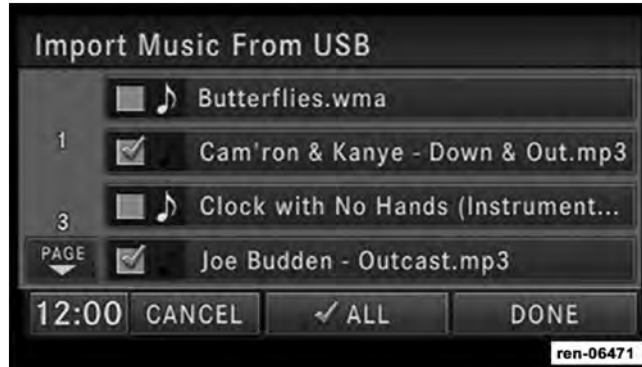 Import Music From USB
Butterflies.wma
1
Cam'ron & Kanye - Down & Out.mp3
Clock with No Hands (Instrument...
3
PAGE
Joe Budden - Outcast.mp3
12:00 CANCEL ✓ ALL DONE
ren-06471